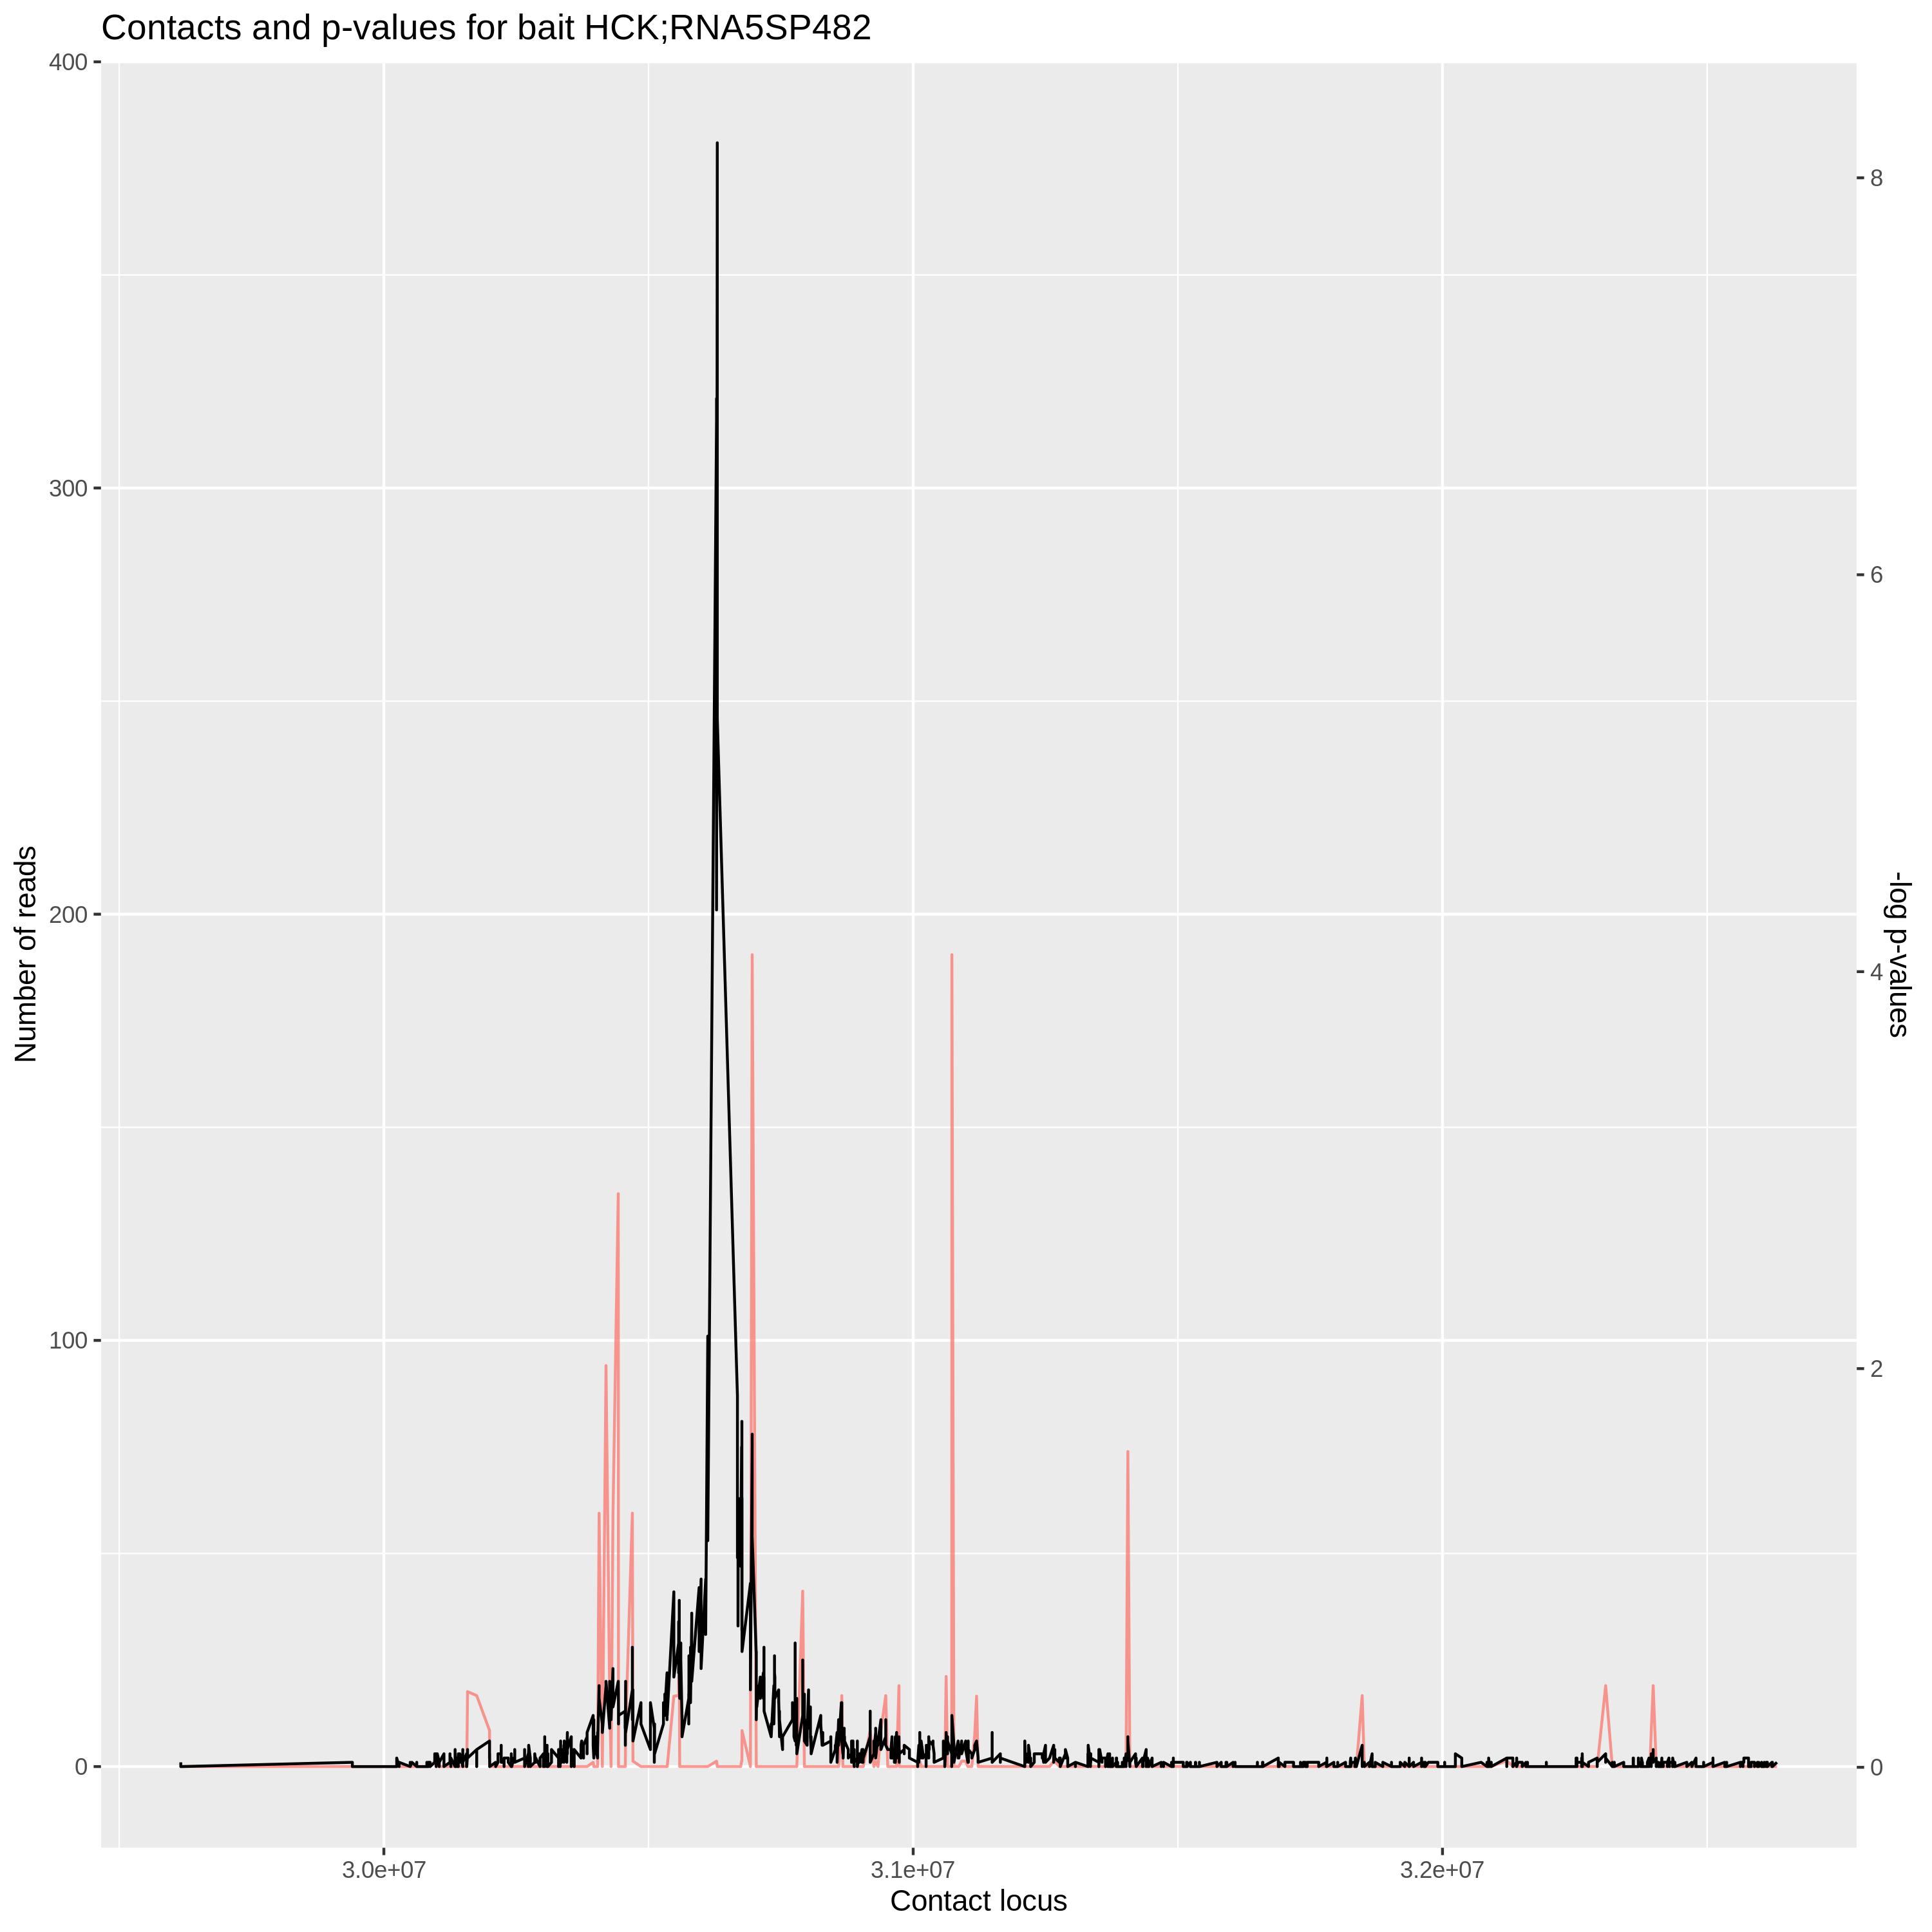 Contacts and p-values for bait HCK;RNA5SP482
400
300
200
100
0
Number of reads
8
6
4
2
0
-log p-values
3.0e+07
3.1e+07
3.2e+07
Contact locus